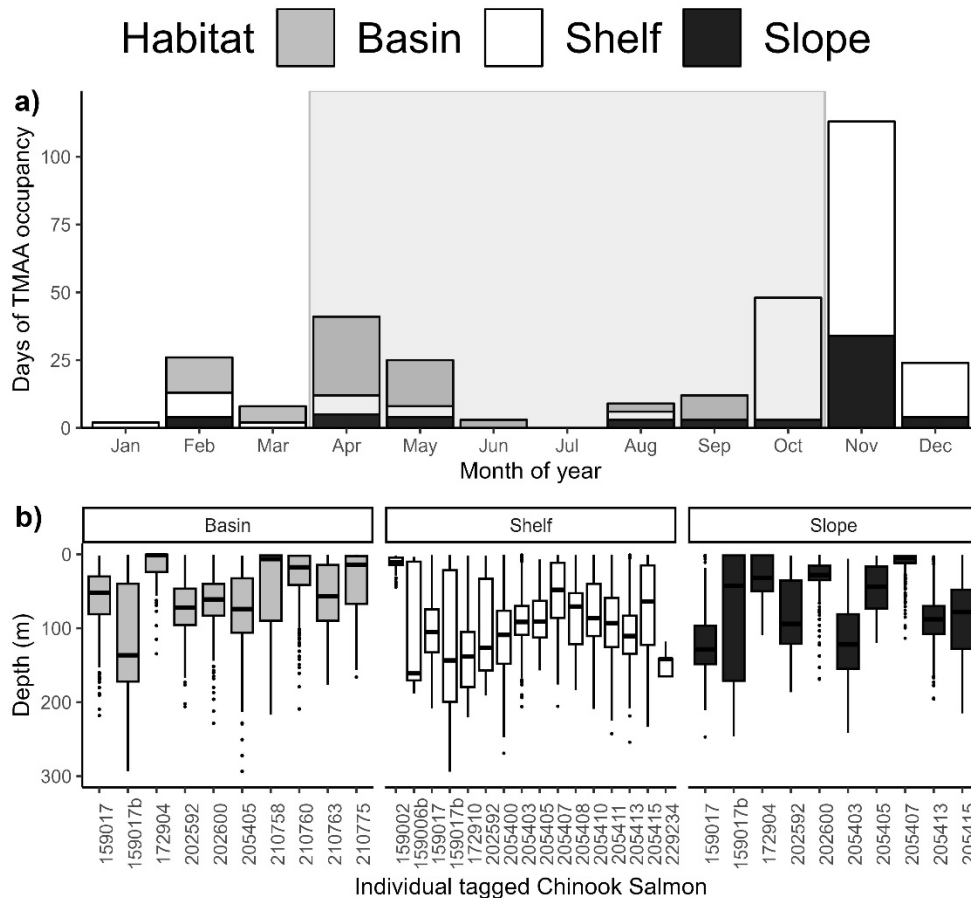 Habitat Basin Shelf Slope
a)
Days of TMAA occupancy
100
75
50
25
0
Jan Feb Mar Apr May Jun Jul Aug Sep Oct Nov Dec
Month of year
b)
Basin Shelf Slope
Depth (m)
0
100
200
300
159017 159017b 172904 202592 202600 205405 210758 210760 210763 210775 159002 159006b 159017 159017b 172910 202592 205400 205403 205405 205407 205408 205410 205411 205413 205415 229234 159017 159017b 172904 202592 202600 205403 205405 205407 205413 205415
Individual tagged Chinook Salmon